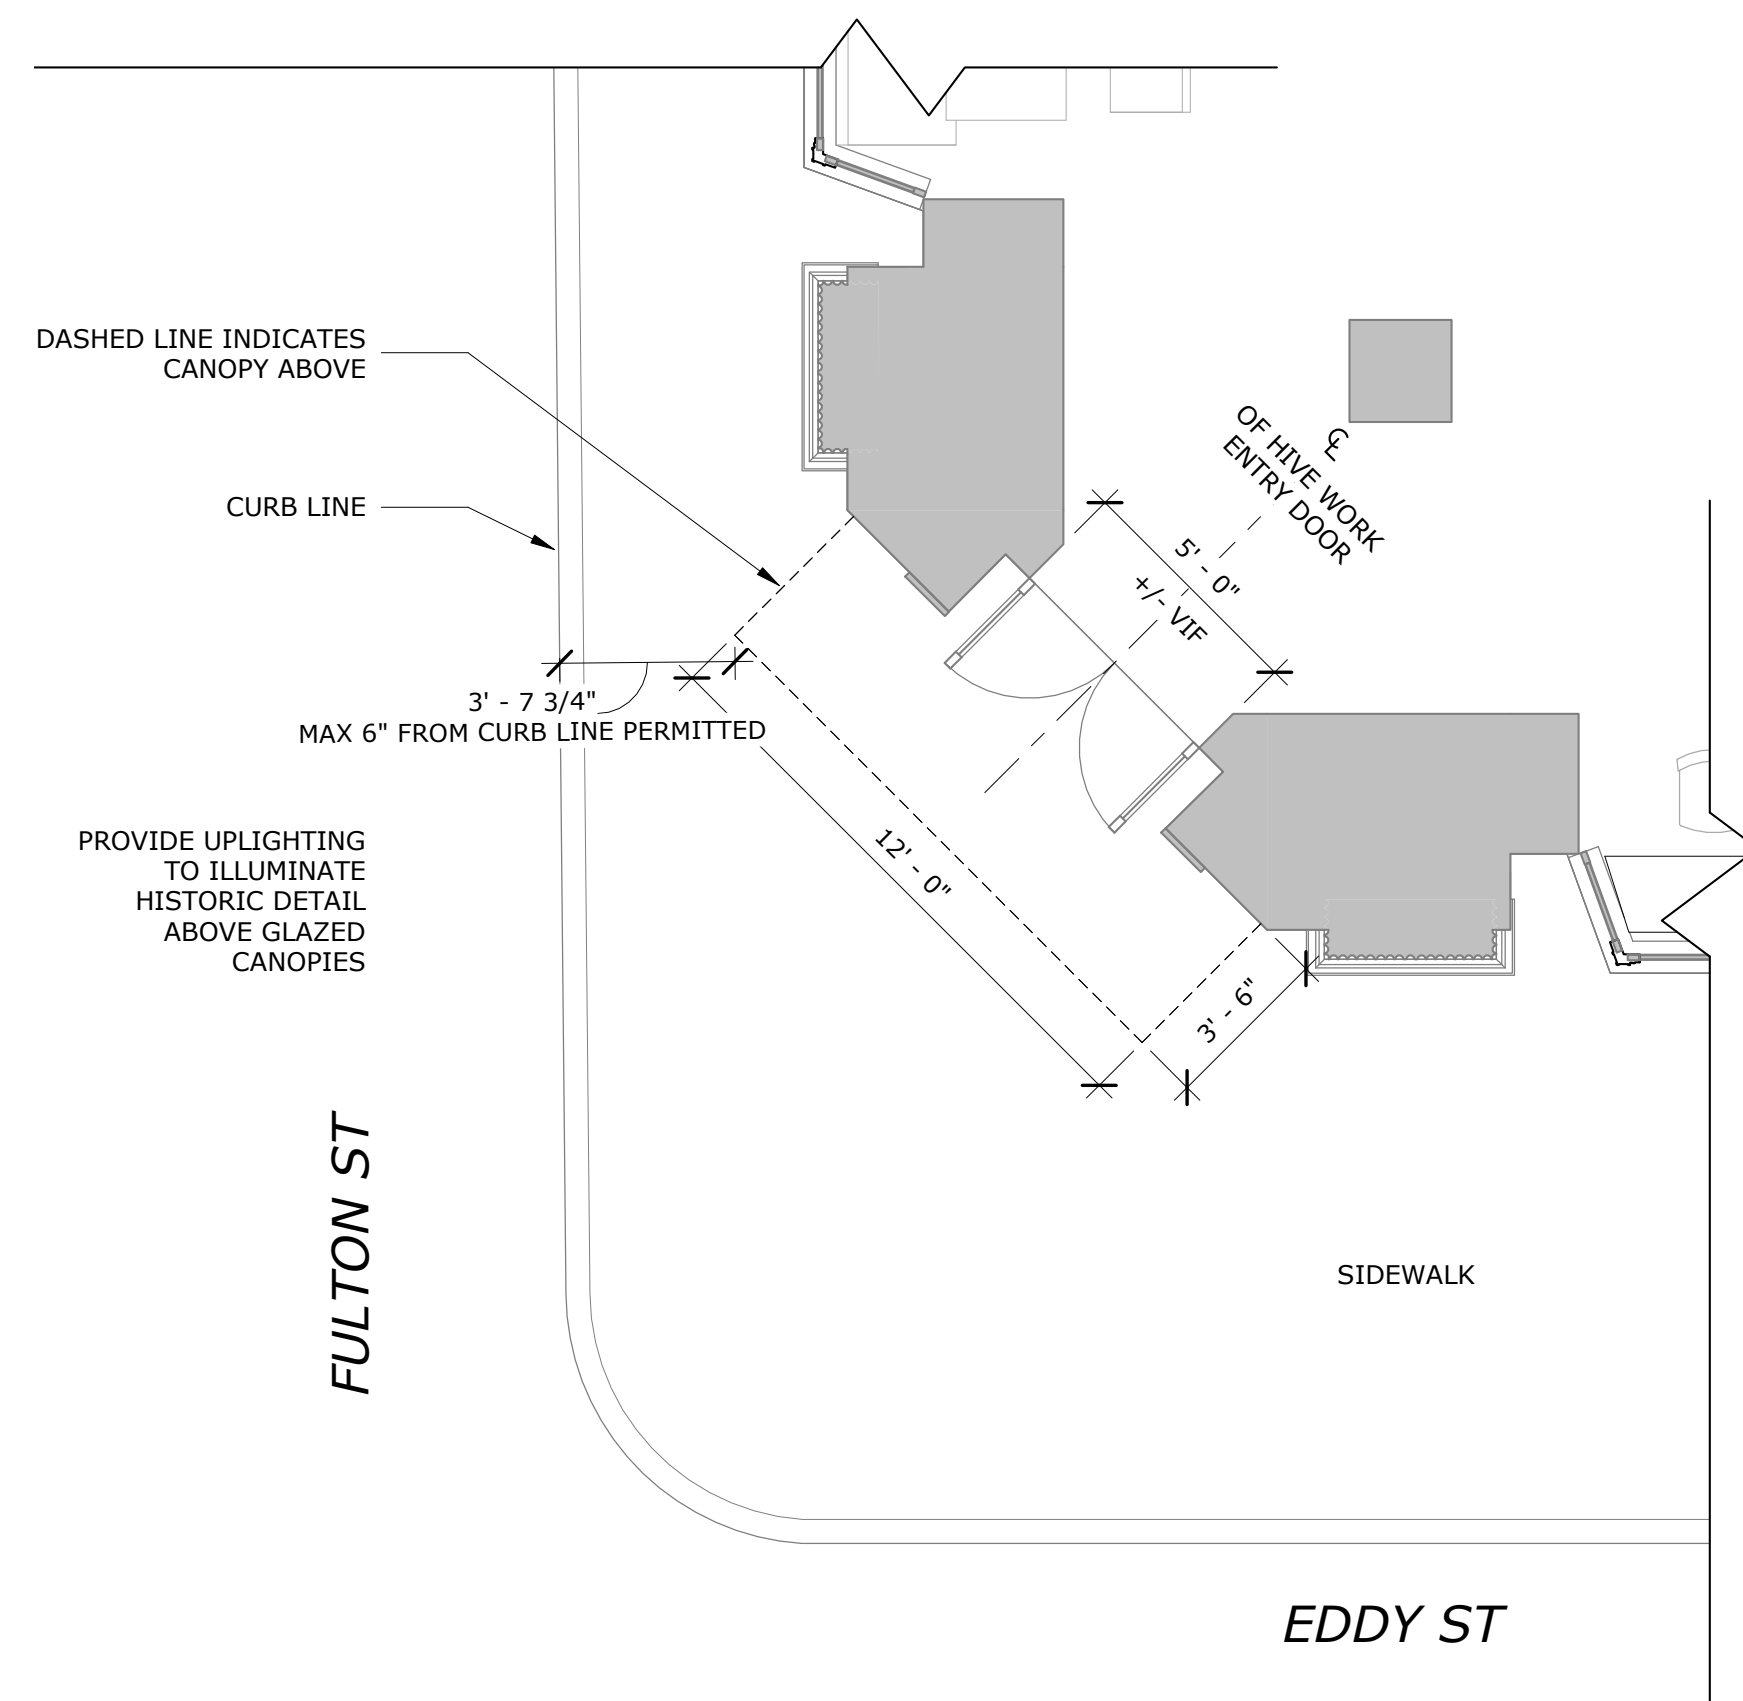 DASHED LINE INDICATES
CANOPY ABOVE
CURB LINE
℄
OF HIVE WORK
ENTRY DOOR
5' - 0"
+/- VIF
3' - 7 3/4"
MAX 6" FROM CURB LINE PERMITTED
PROVIDE UPLIGHTING
TO ILLUMINATE
HISTORIC DETAIL
ABOVE GLAZED
CANOPIES
12' - 0"
3' - 6"
FULTON ST
SIDEWALK
EDDY ST